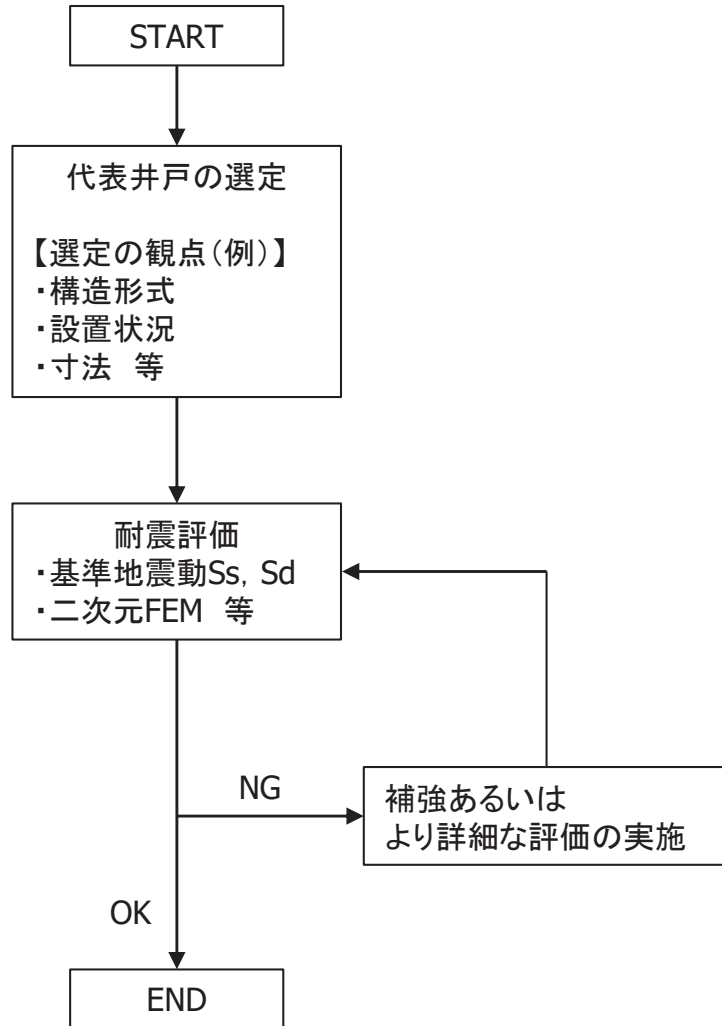 START
代表井戸の選定
【選定の観点（例）】
・構造形式
・設置状況
・寸法　等
耐震評価
・基準地震動Ss, Sd
・二次元FEM　等
NG
補強あるいは
より詳細な評価の実施
OK
END